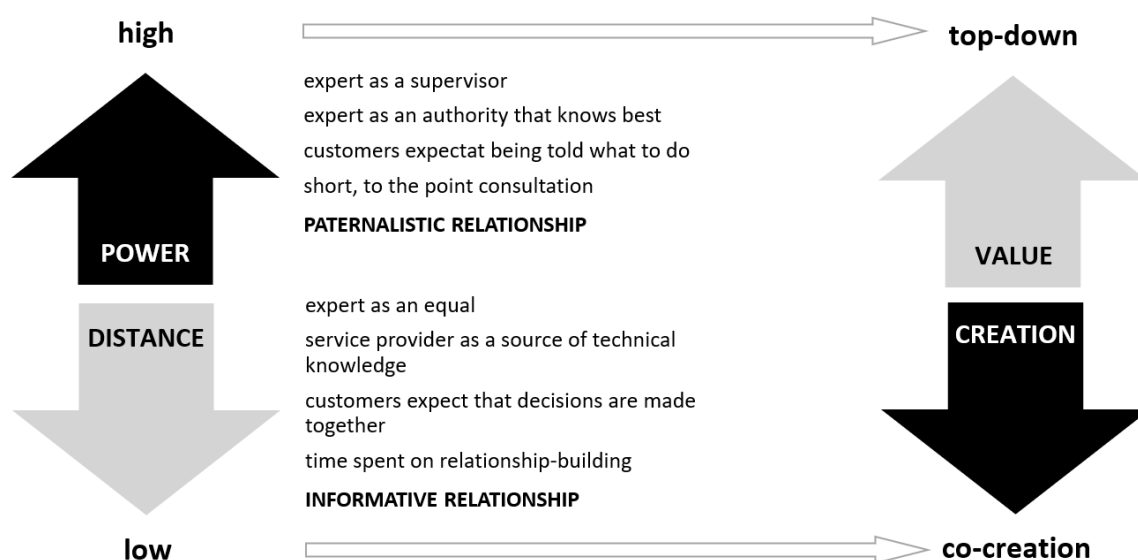 high
top-down
expert as a supervisor
expert as an authority that knows best
customers expectat being told what to do
short, to the point consultation
PATERNALISTIC RELATIONSHIP
POWER
VALUE
DISTANCE
CREATION
expert as an equal
service provider as a source of technical
knowledge
customers expect that decisions are made
together
time spent on relationship-building
INFORMATIVE RELATIONSHIP
low
co-creation